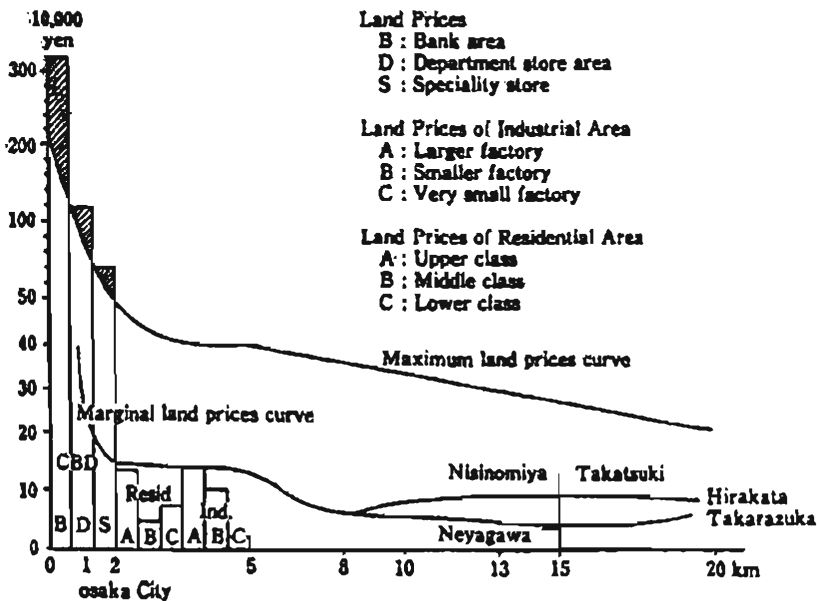 10,000
yen
300
200
100
50
40
30
20
10
0
Land Prices
B : Bank area
D : Department store area
S : Speciality store
Land Prices of Industrial Area
A : Larger factory
B : Smaller factory
C : Very small factory
Land Prices of Residential Area
A : Upper class
B : Middle class
C : Lower class
Maximum land prices curve
Marginal land prices curve
CBD
Resid
Ind.
B D S A B C A B C
Nisinomiya Takatsuki
Hirakata
Takarazuka
Neyagawa
0 1 2 5 8 10 13 15 20 km
osaka City